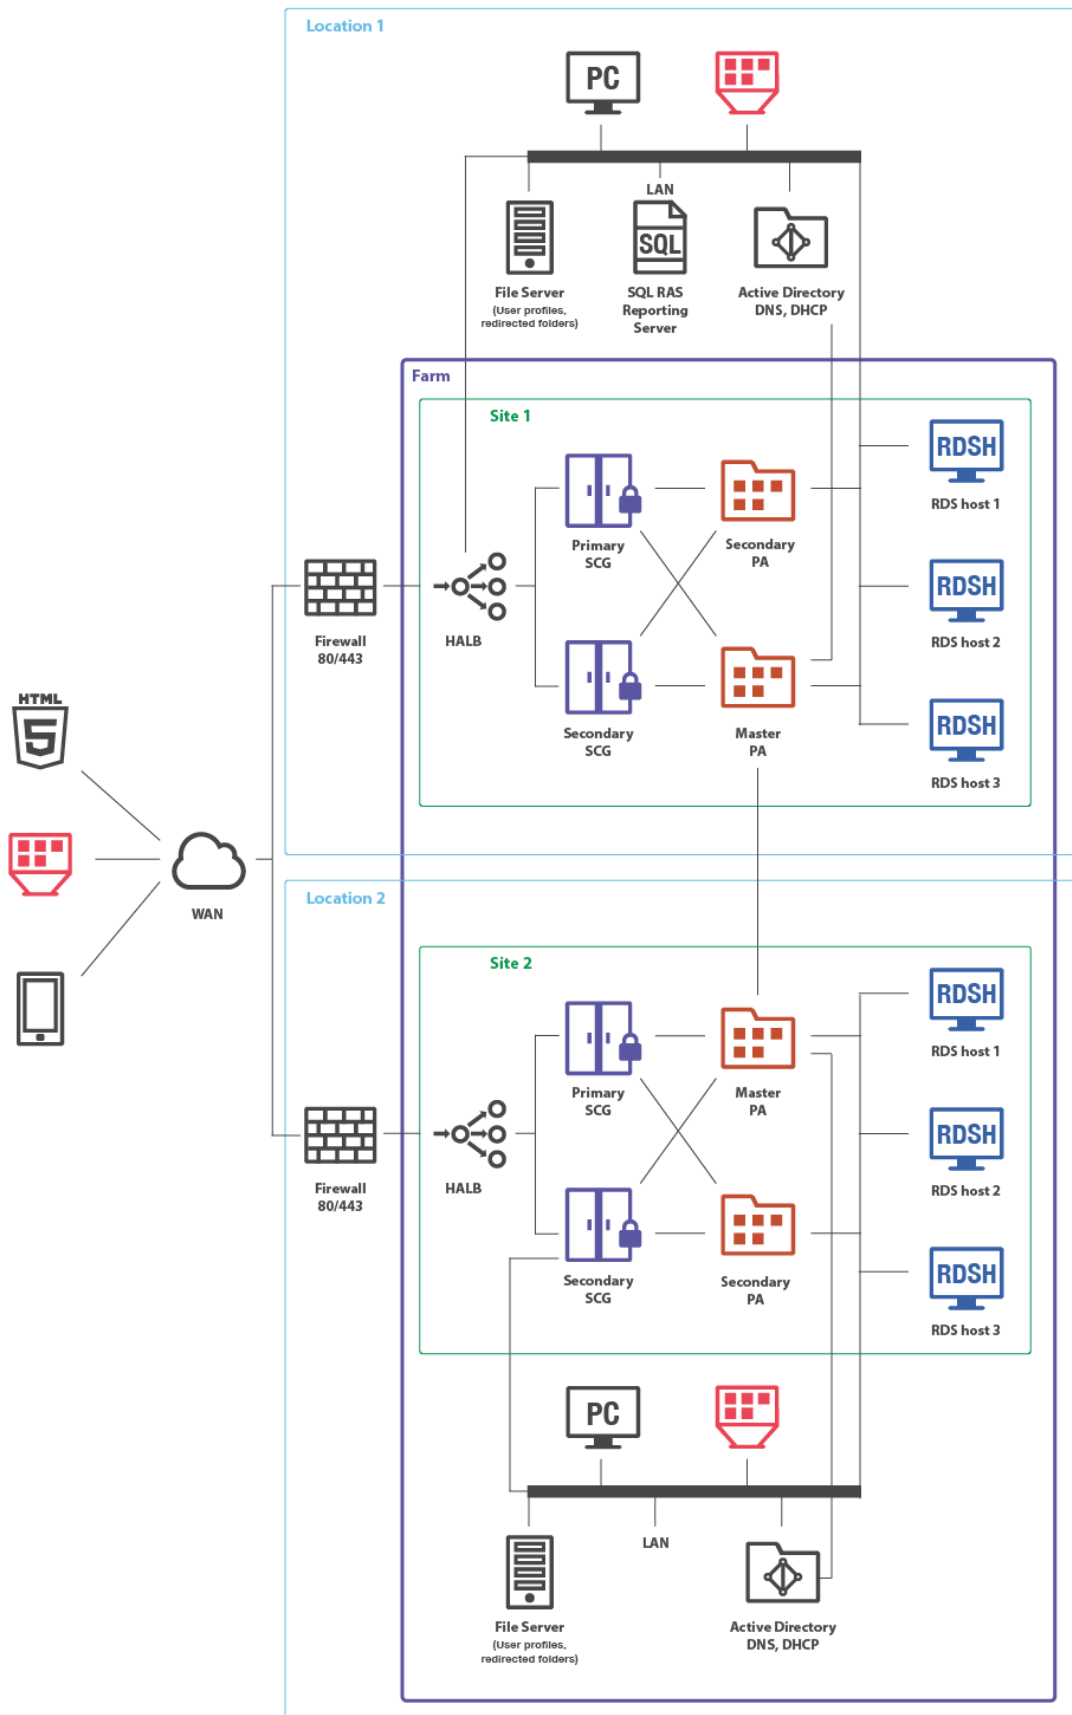 Location 1
PC
LAN
SQL
File Server
(User profiles,
redirected folders)
SQL RAS
Reporting
Server
Active Directory
DNS, DHCP
Farm
Site 1
RDSH
RDS host 1
Primary
SCG
Secondary
PA
RDSH
RDS host 2
Firewall
80/443
HALB
Secondary
SCG
Master
PA
RDSH
RDS host 3
HTML
5
WAN
Location 2
Site 2
RDSH
RDS host 1
Primary
SCG
Master
PA
RDSH
RDS host 2
Firewall
80/443
HALB
Secondary
SCG
Secondary
PA
RDSH
RDS host 3
PC
LAN
File Server
(User profiles,
redirected folders)
Active Directory
DNS, DHCP